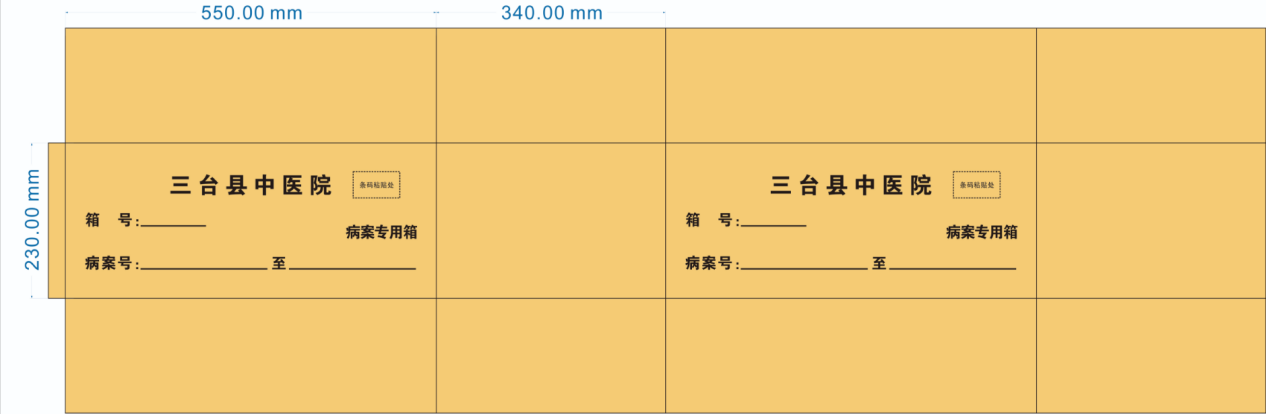 550.00 mm
340.00 mm
230.00 mm
三台县中医院
条码粘贴处
箱 号:
病案专用箱
病案号: 至
三台县中医院
条码粘贴处
箱 号:
病案专用箱
病案号: 至